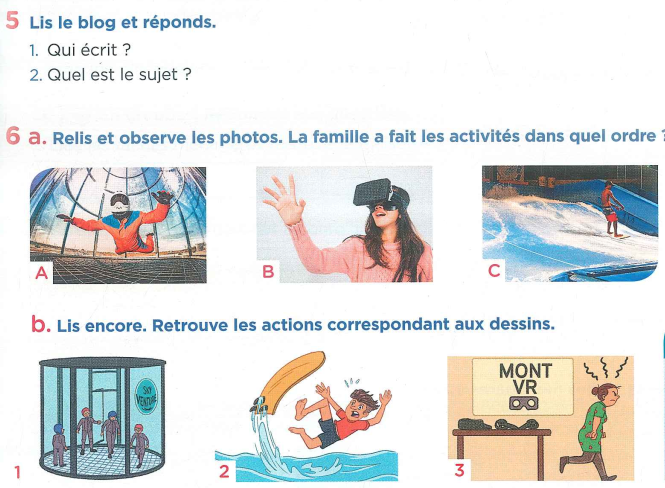 5 Lis le blog et réponds.
1. Qui écrit ?
2. Quel est le sujet ?
6 a. Relis et observe les photos. La famille a fait les activités dans quel ordre ?
A
B
C
b. Lis encore. Retrouve les actions correspondant aux dessins.
SKY
VENTURE
MONT
VR
1
2
3